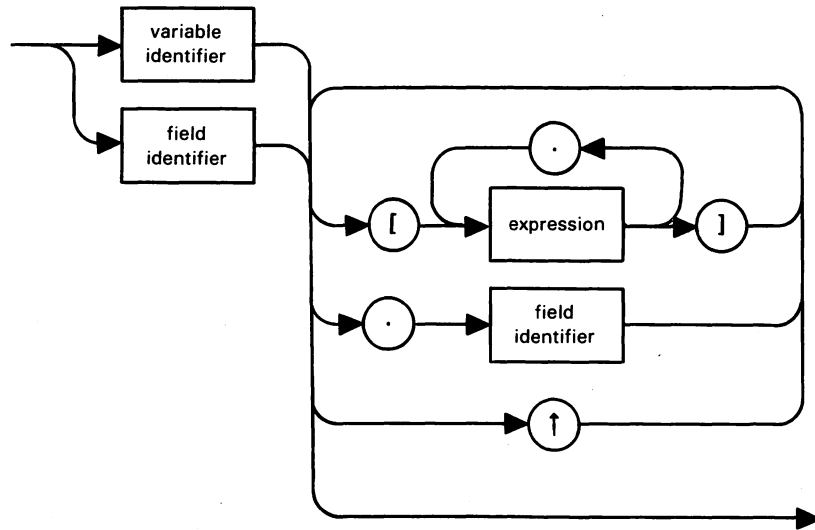 variable
identifier
field
identifier
.
[
expression
]
.
field
identifier
↑